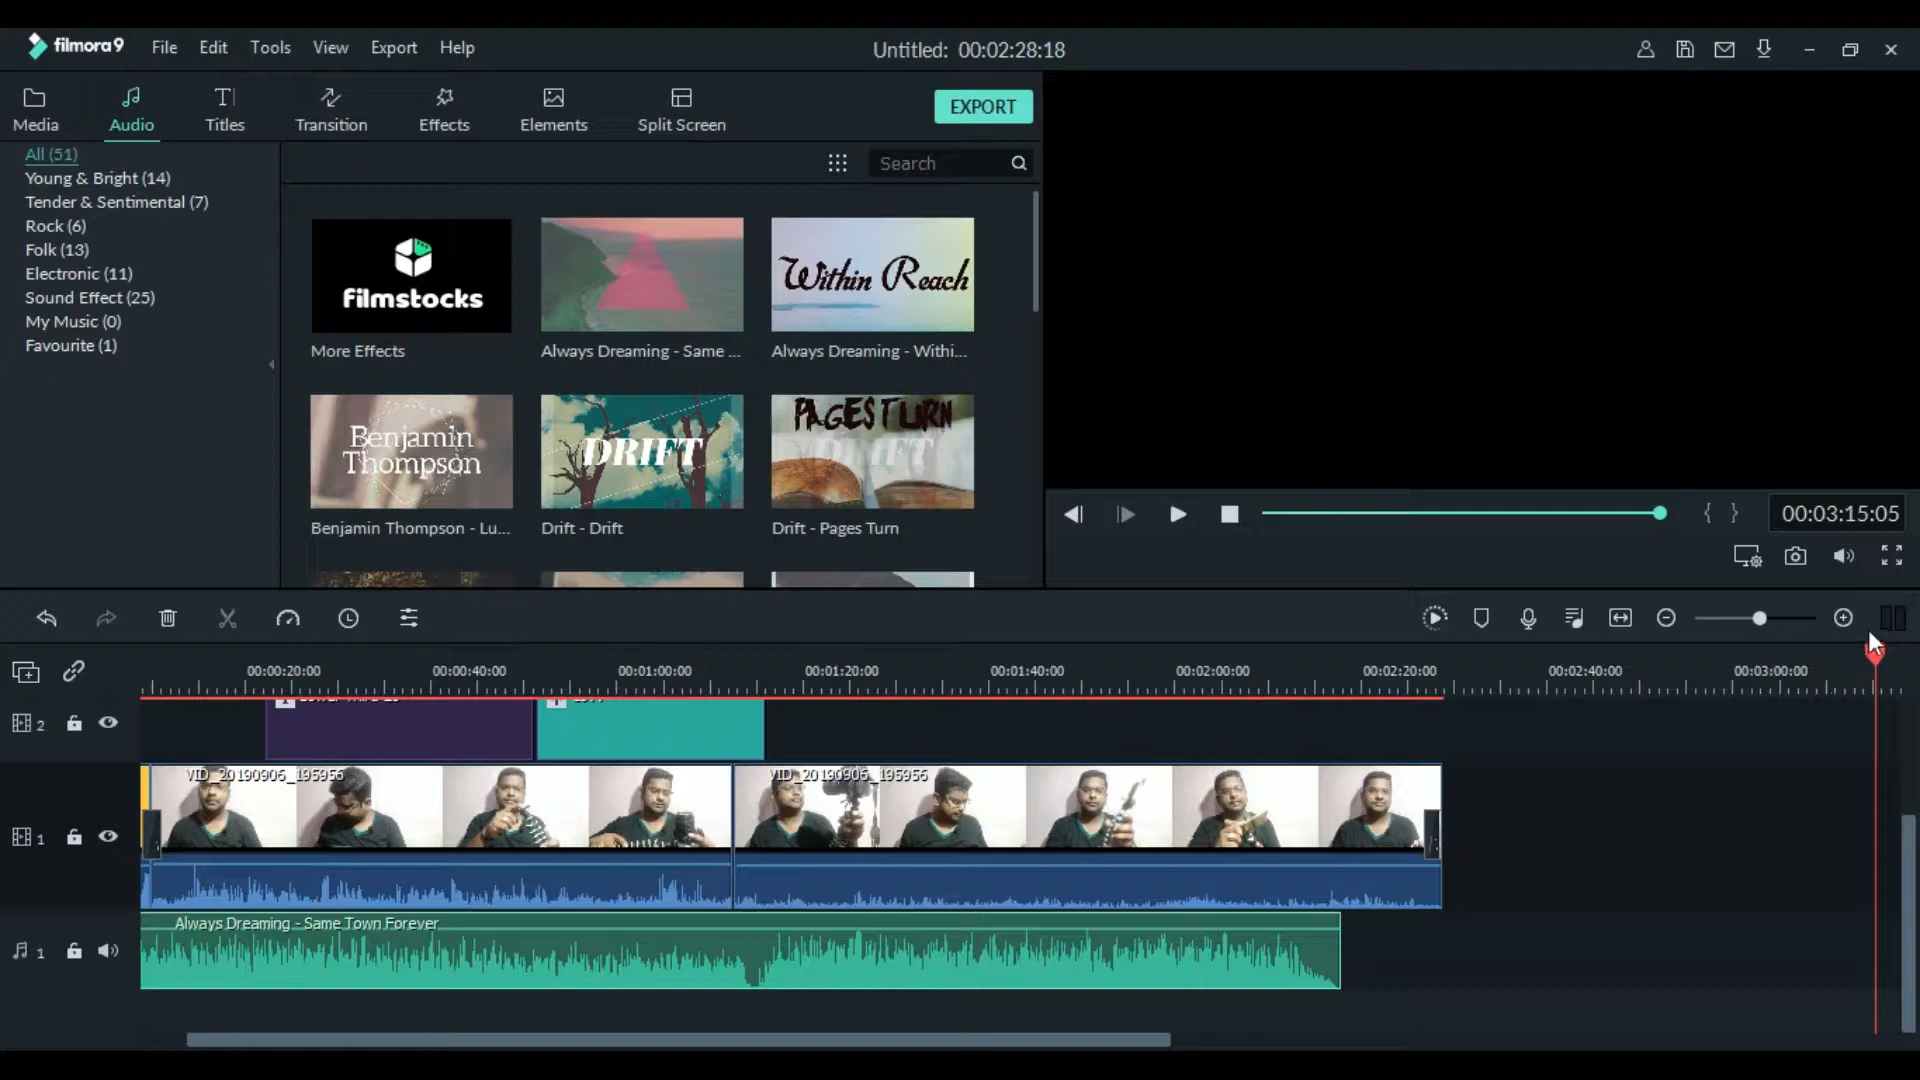 filmora9 File Edit Tools View Export Help Untitled: 00:02:28:18
Media Audio Titles Transition Effects Elements Split Screen EXPORT
All (51)
Young & Bright (14)
Tender & Sentimental (7)
Rock (6)
Folk (13)
Electronic (11)
Sound Effect (25)
My Music (0)
Favourite (1)
Search
filmstocks
Within Reach
More Effects
Always Dreaming - Same ...
Always Dreaming - Withi...
Benjamin
Thompson
DRIFT
PAGES TURN
DRIFT
Benjamin Thompson - Lu...
Drift - Drift
Drift - Pages Turn
{ } 00:03:15:05
00:00:20:00 00:00:40:00 00:01:00:00 00:01:20:00 00:01:40:00 00:02:00:00 00:02:20:00 00:02:40:00 00:03:00:00
2
VID_20190906_195956
VID_20190906_195956
1
Always Dreaming - Same Town Forever
1